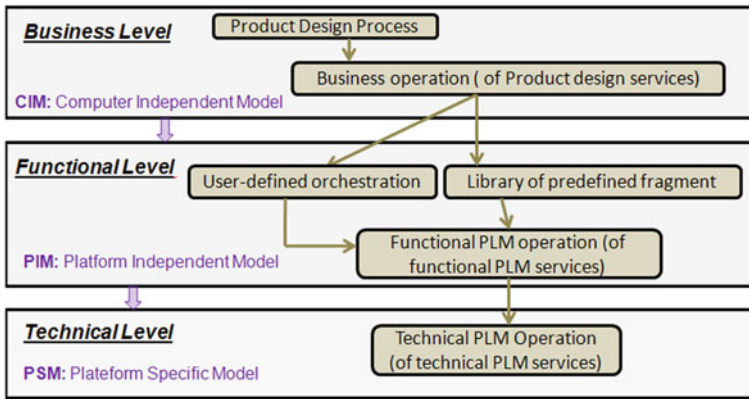 Business Level
Product Design Process
Business operation ( of Product design services)
CIM: Computer Independent Model
Functional Level
User-defined orchestration
Library of predefined fragment
Functional PLM operation (of
functional PLM services)
PIM: Platform Independent Model
Technical Level
Technical PLM Operation
(of technical PLM services)
PSM: Plateform Specific Model